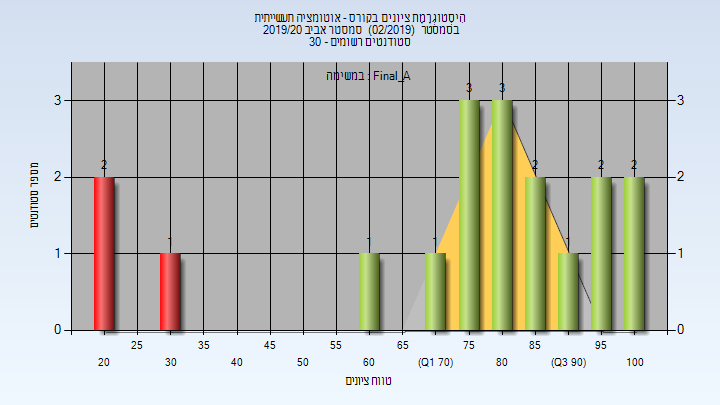 היסטוגרמת ציונים בקורס - אוטומציה תעשייתית
בסמסטר (02/2019) סמסטר אביב 2019/20
סטודנטים רשומים - 30
במשימה : Final_A
מספר סטודנטים
3 3
2 2
1 1
0 0
2 1 1 1 3 3 2 1 2 2
25 35 45 55 65 75 85 95
20 30 40 50 60 (Q1 70) 80 (Q3 90) 100
טווח ציונים